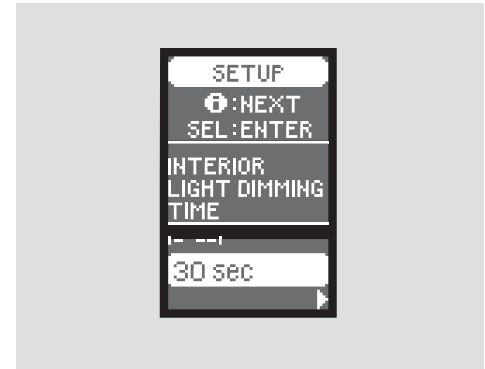 SETUP
i:NEXT
SEL:ENTER
INTERIOR
LIGHT DIMMING
TIME
30 sec